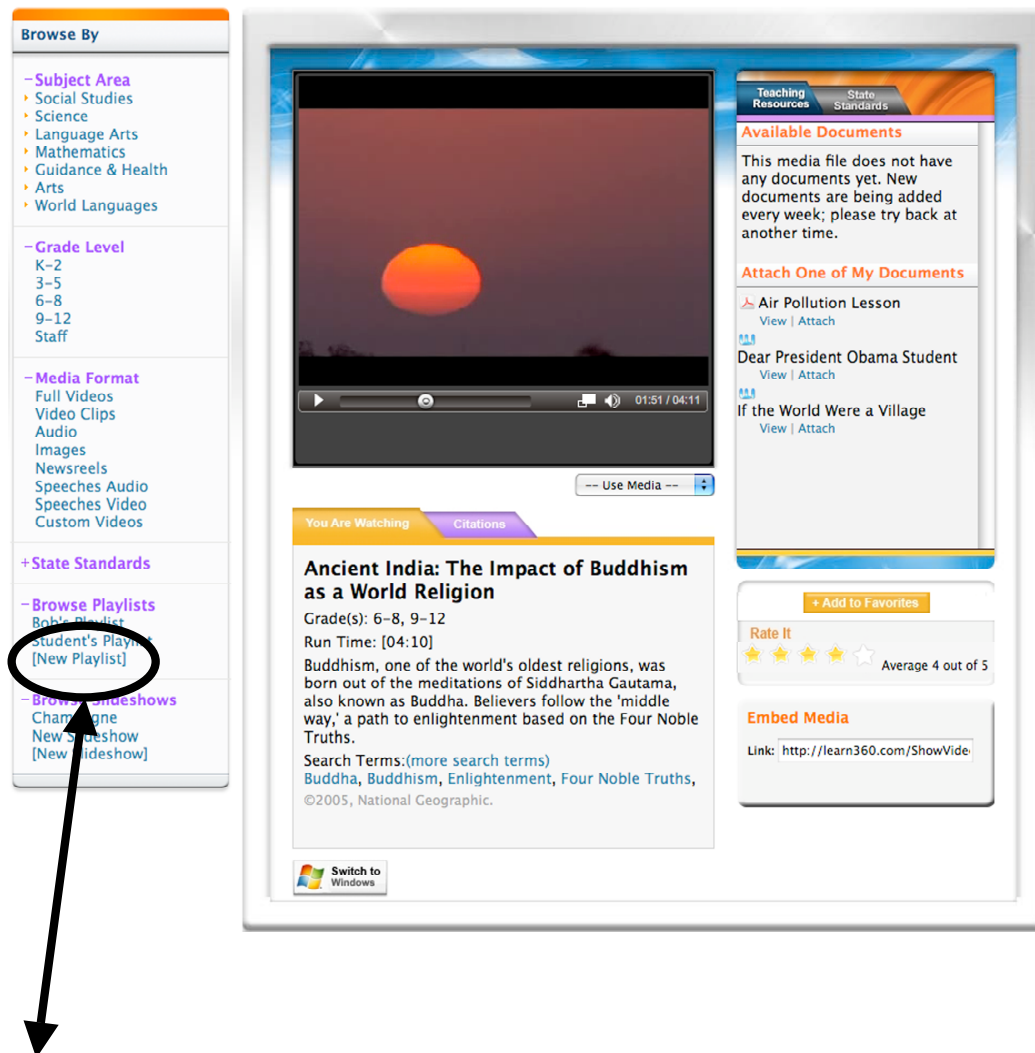 Browse By
−Subject Area
Social Studies
Science
Language Arts
Mathematics
Guidance & Health
Arts
World Languages
−Grade Level
K–2
3–5
6–8
9–12
Staff
−Media Format
Full Videos
Video Clips
Audio
Images
Newsreels
Speeches Audio
Speeches Video
Custom Videos
+State Standards
−Browse Playlists
Bob's Playlist
Student's Playlist
[New Playlist]
−Browse Slideshows
Champagne
New Slideshow
[New Slideshow]
01:51 / 04:11
-- Use Media --
You Are Watching
Citations
Ancient India: The Impact of Buddhism
as a World Religion
Grade(s): 6–8, 9–12
Run Time: [04:10]
Buddhism, one of the world's oldest religions, was
born out of the meditations of Siddhartha Gautama,
also known as Buddha. Believers follow the 'middle
way,' a path to enlightenment based on the Four Noble
Truths.
Search Terms:(more search terms)
Buddha, Buddhism, Enlightenment, Four Noble Truths,
©2005, National Geographic.
Switch to
Windows
Teaching
Resources
State
Standards
Available Documents
This media file does not have
any documents yet. New
documents are being added
every week; please try back at
another time.
Attach One of My Documents
Air Pollution Lesson
View | Attach
Dear President Obama Student
View | Attach
If the World Were a Village
View | Attach
+ Add to Favorites
Rate It
Average 4 out of 5
Embed Media
Link: http://learn360.com/ShowVide